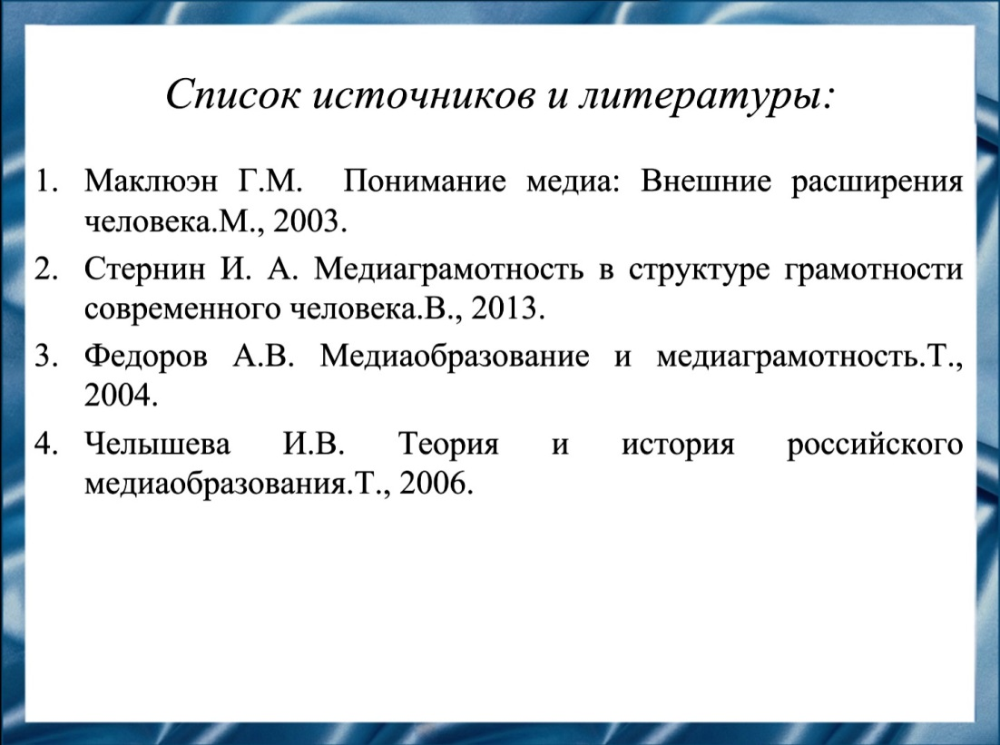 Список источников и литературы:
1. Маклюэн Г.М. Понимание медиа: Внешние расширения
человека.М., 2003.
2. Стернин И. А. Медиаграмотность в структуре грамотности
современного человека.В., 2013.
3. Федоров А.В. Медиаобразование и медиаграмотность.Т.,
2004.
4. Челышева И.В. Теория и история российского
медиаобразования.Т., 2006.